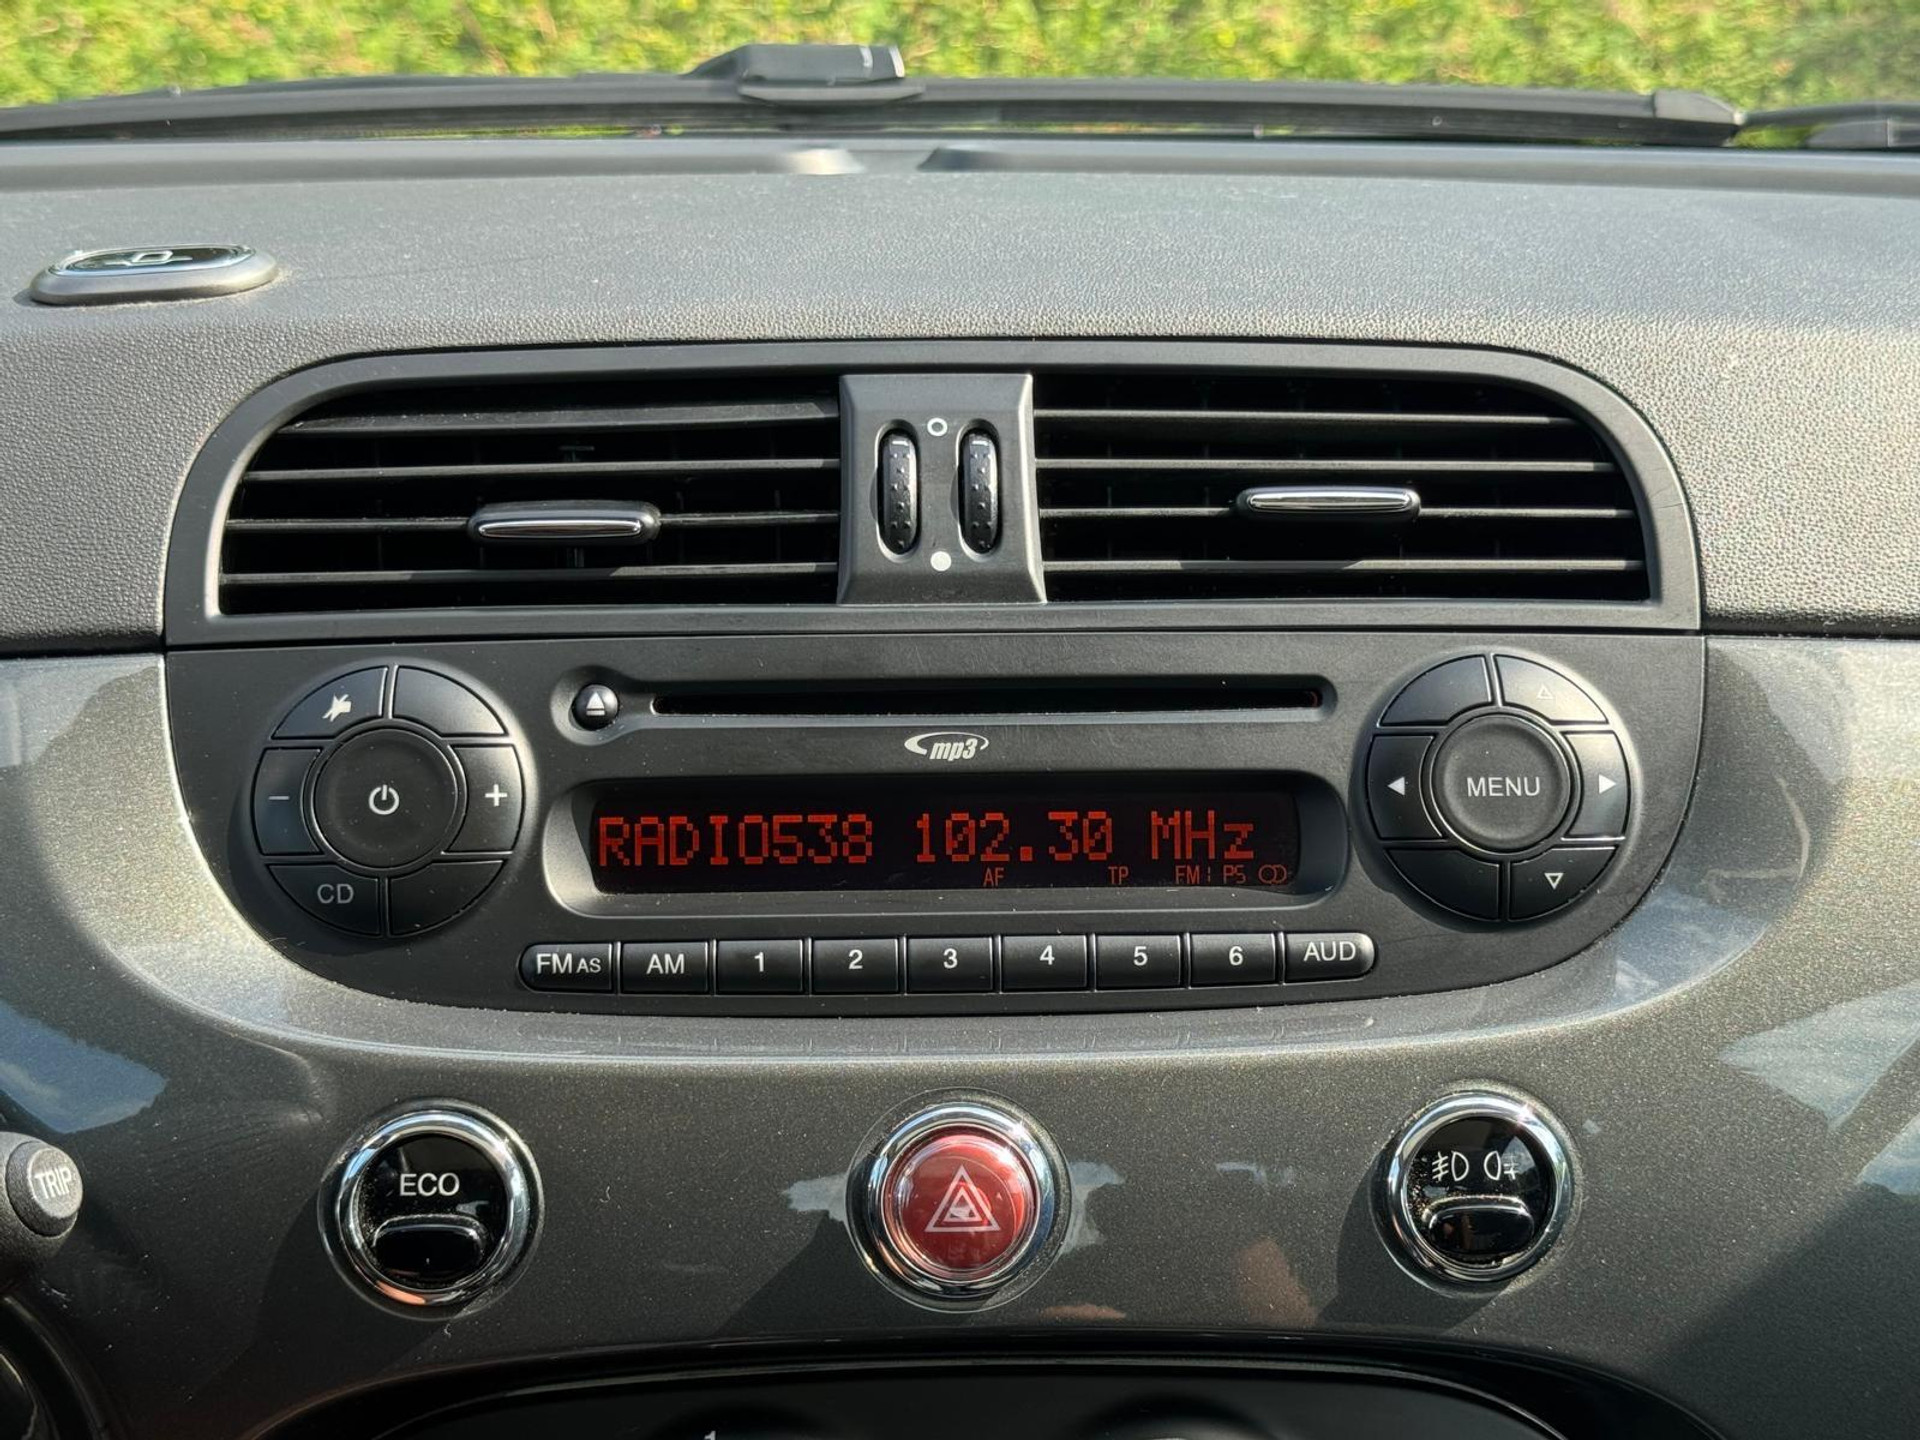 mp3
MENU
RADIO538 102.30 MHz
AF TP FM1 PS
CD
FM AS AM 1 2 3 4 5 6 AUD
ECO
TRIP